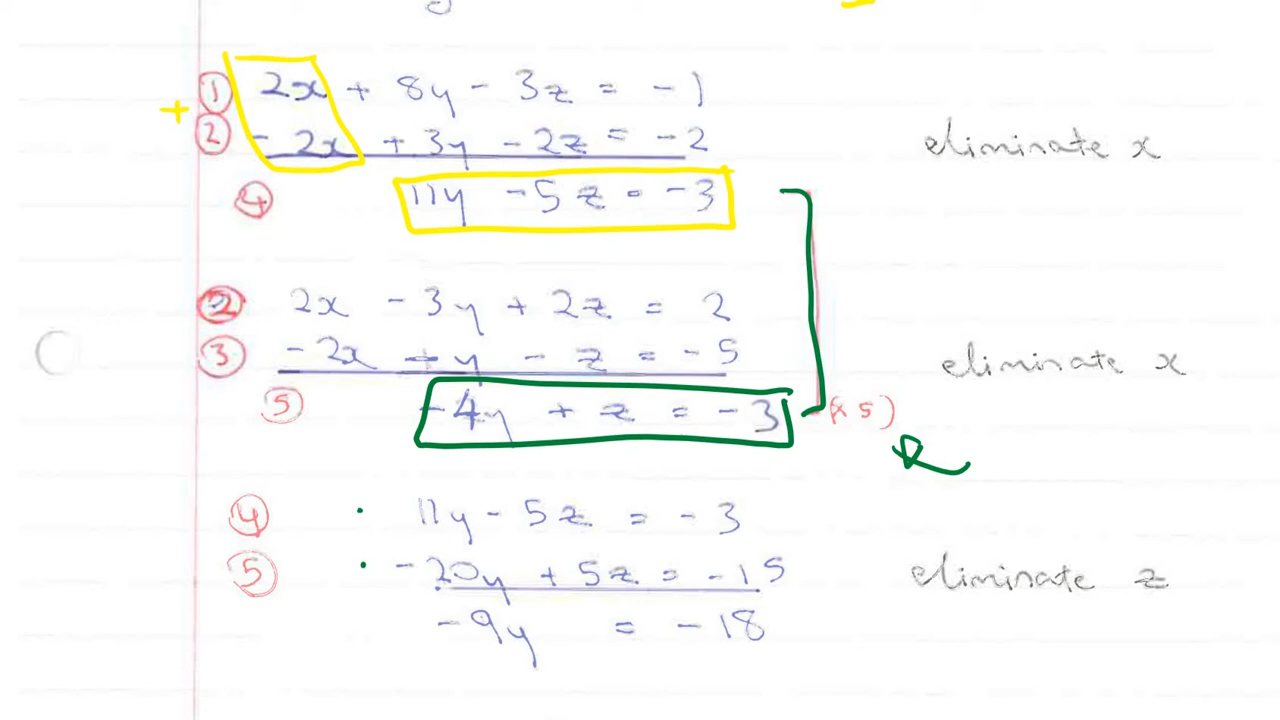 ① 2x + 8y - 3z = -1
② - 2x + 3y - 2z = -2 eliminate x
+
④ 11y - 5z = -3
② 2x - 3y + 2z = 2
③ - 2x - y - z = -5 eliminate x
⑤ -4y + z = -3 (x 5)
④ 11y - 5z = -3
⑤ -20y + 5z = -15 eliminate z
-9y = -18